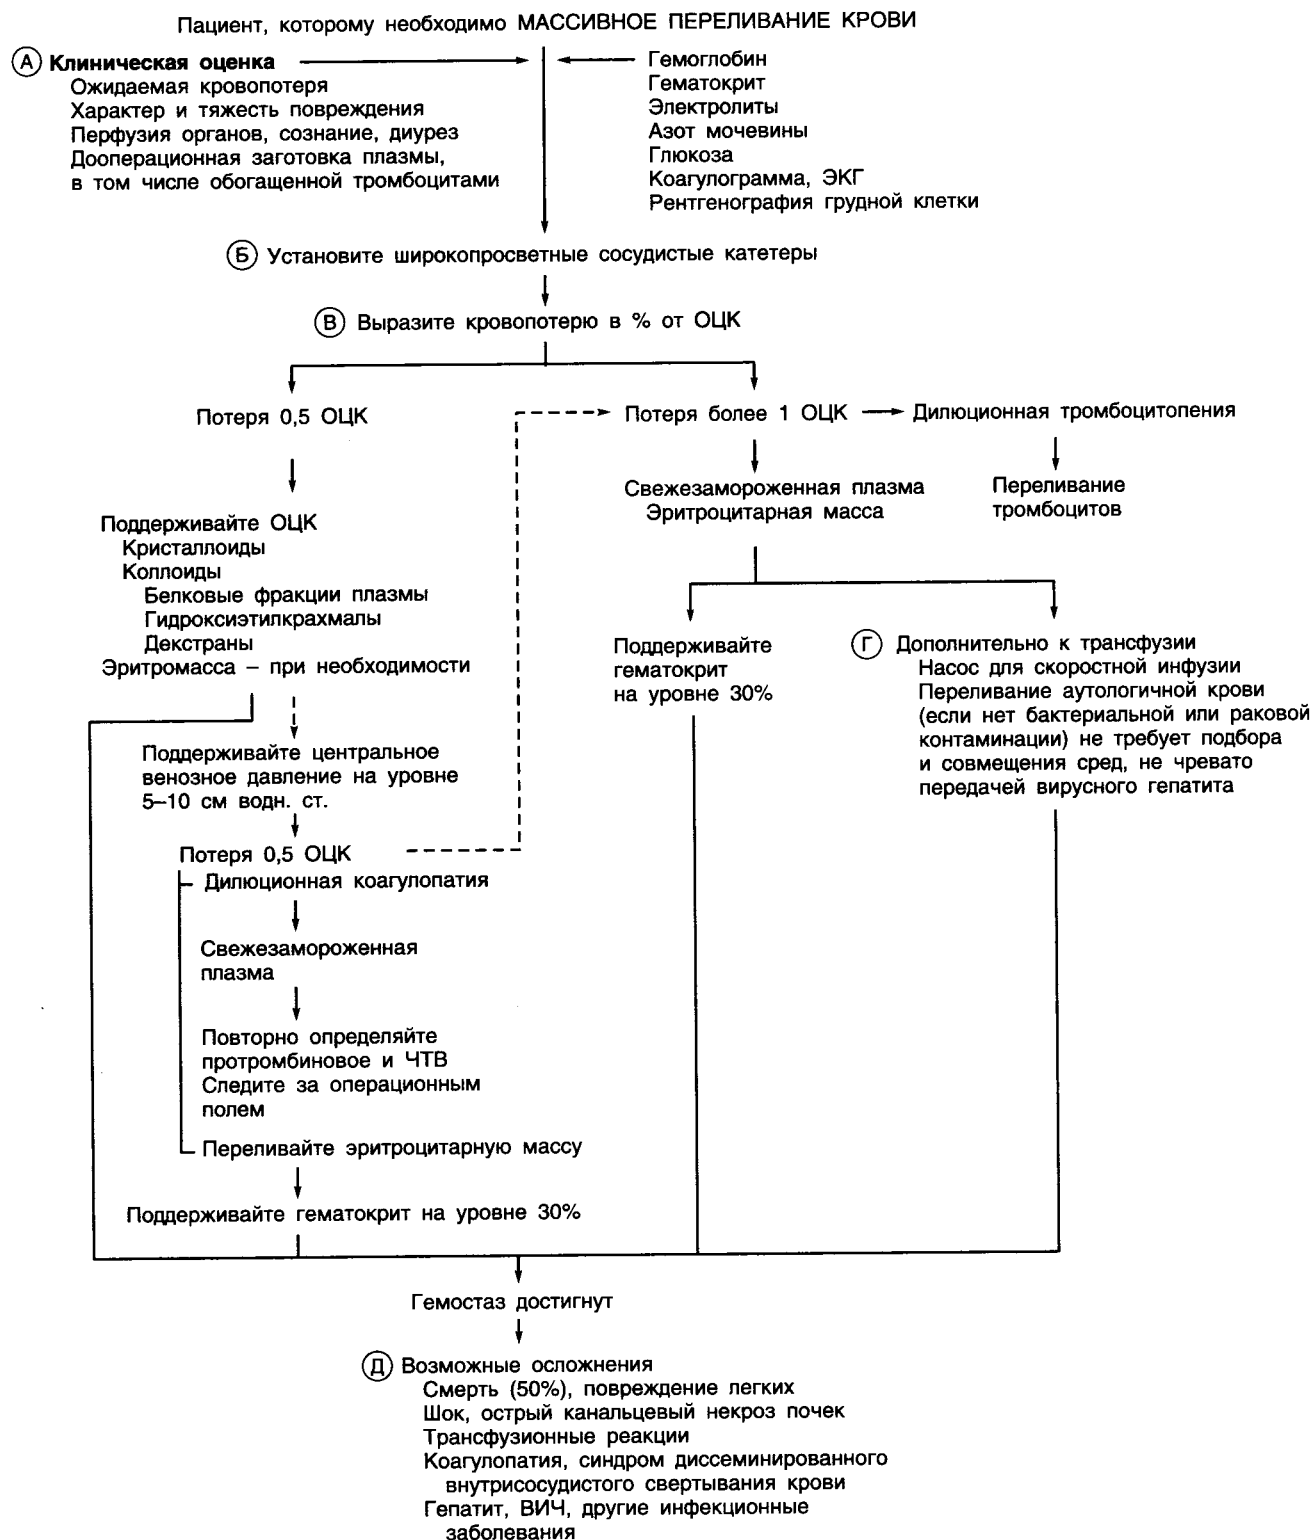 Пациент, которому необходимо МАССИВНОЕ ПЕРЕЛИВАНИЕ КРОВИ
А Клиническая оценка
Ожидаемая кровопотеря
Характер и тяжесть повреждения
Перфузия органов, сознание, диурез
Дооперационная заготовка плазмы,
в том числе обогащенной тромбоцитами
Гемоглобин
Гематокрит
Электролиты
Азот мочевины
Глюкоза
Коагулограмма, ЭКГ
Рентгенография грудной клетки
Б Установите широкопросветные сосудистые катетеры
В Выразите кровопотерю в % от ОЦК
Потеря 0,5 ОЦК
Поддерживайте ОЦК
Кристаллоиды
Коллоиды
Белковые фракции плазмы
Гидроксиэтилкрахмалы
Декстраны
Эритромасса – при необходимости
Поддерживайте центральное
венозное давление на уровне
5–10 см водн. ст.
Потеря 0,5 ОЦК
Дилюционная коагулопатия
Свежезамороженная
плазма
Повторно определяйте
протромбиновое и ЧТВ
Следите за операционным
полем
Переливайте эритроцитарную массу
Поддерживайте гематокрит на уровне 30%
Потеря более 1 ОЦК
Дилюционная тромбоцитопения
Свежезамороженная плазма
Эритроцитарная масса
Переливание
тромбоцитов
Поддерживайте
гематокрит
на уровне 30%
Г Дополнительно к трансфузии
Насос для скоростной инфузии
Переливание аутологичной крови
(если нет бактериальной или раковой
контаминации) не требует подбора
и совмещения сред, не чревато
передачей вирусного гепатита
Гемостаз достигнут
Д Возможные осложнения
Смерть (50%), повреждение легких
Шок, острый канальцевый некроз почек
Трансфузионные реакции
Коагулопатия, синдром диссеминированного
внутрисосудистого свертывания крови
Гепатит, ВИЧ, другие инфекционные
заболевания